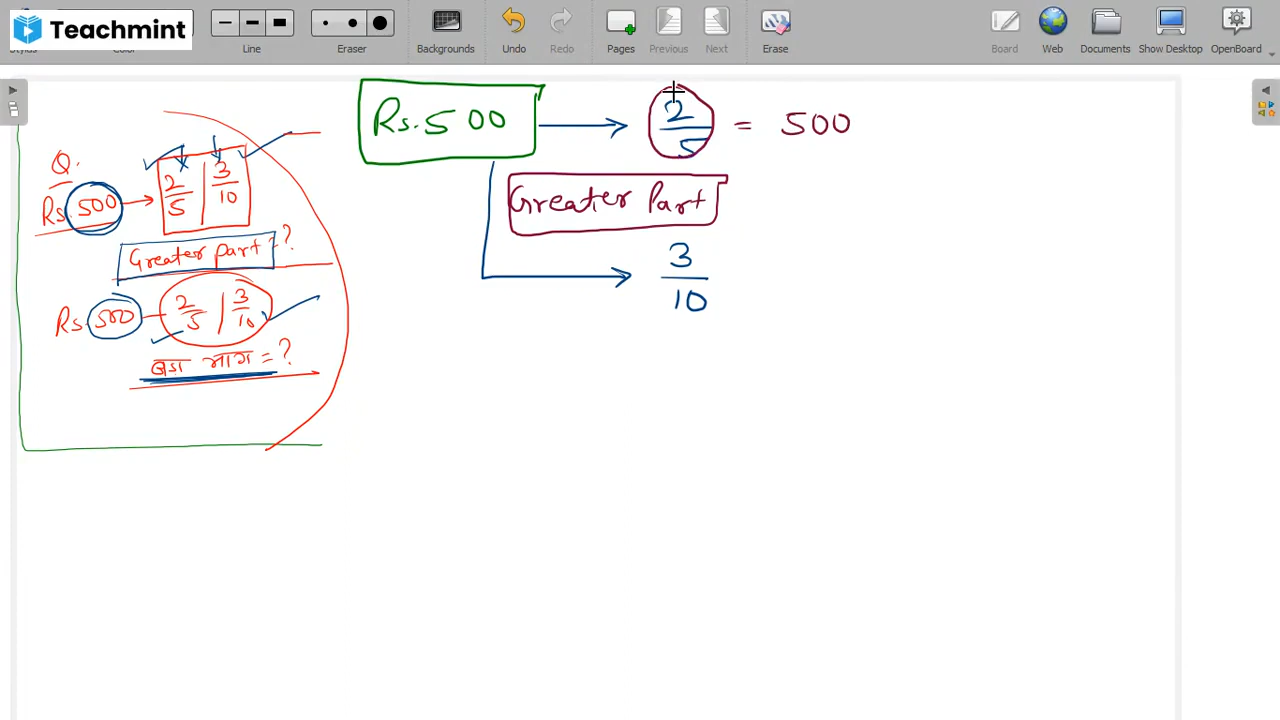 Teachmint
Line
Eraser
Backgrounds
Undo
Redo
Pages
Previous
Next
Erase
Board
Web
Documents
Show Desktop
OpenBoard
Q.
Rs. 500 → 2/5 | 3/10
Greater part = ?
Rs. 500 – 2/5 | 3/10
बड़ा भाग = ?
Rs. 500 → 2/5 = 500
Greater Part
→ 3/10